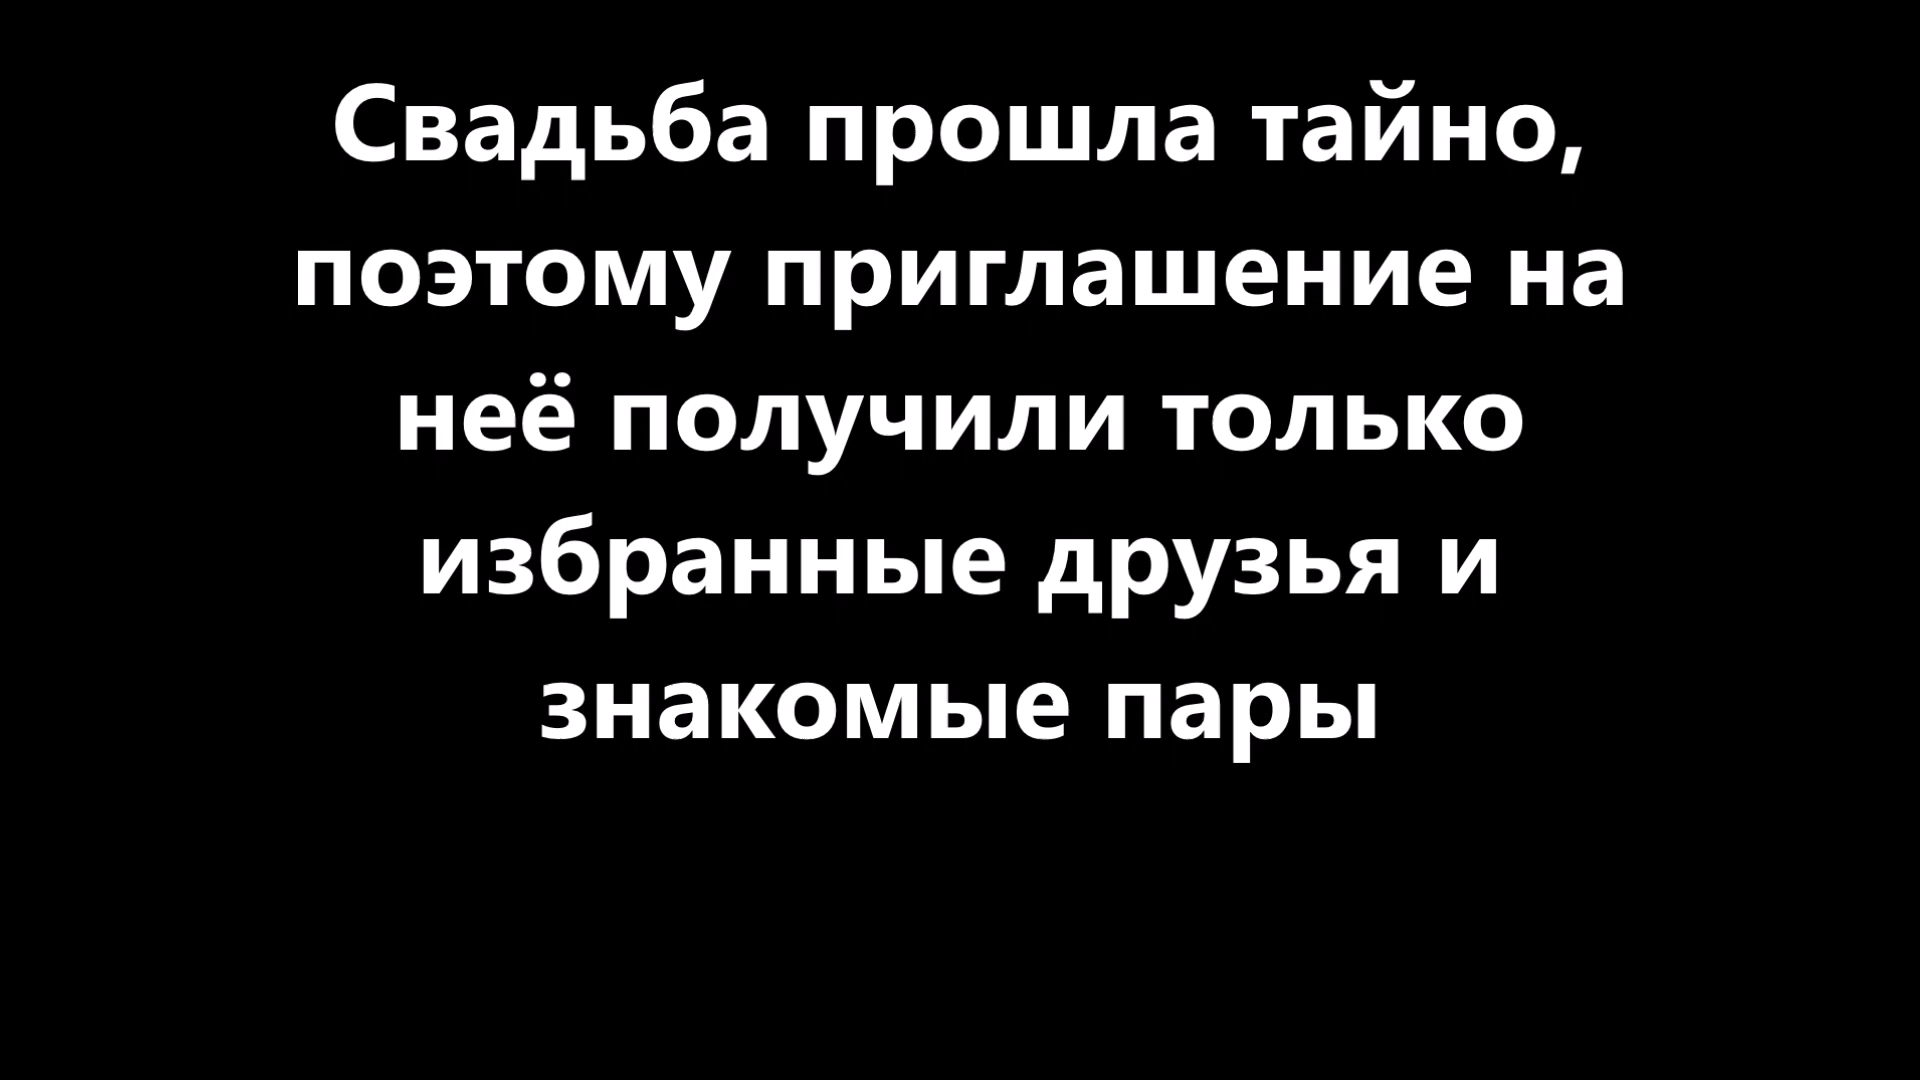 Свадьба прошла тайно,
поэтому приглашение на
неё получили только
избранные друзья и
знакомые пары